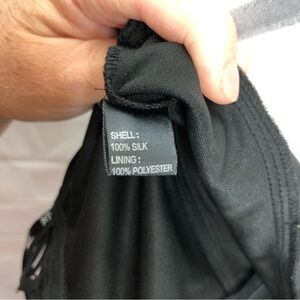 SHELL:
100% SILK
LINING:
100% POLYESTER